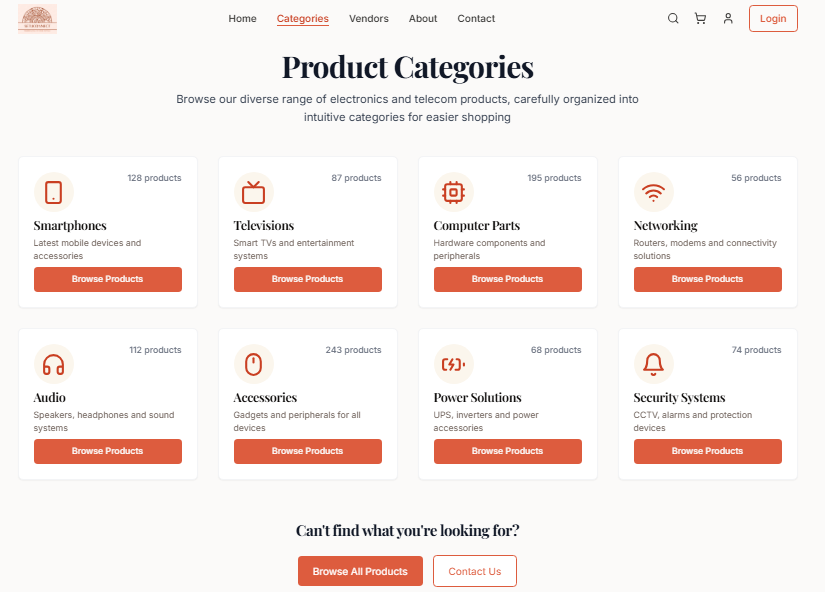 Home Categories Vendors About Contact Login
Product Categories
Browse our diverse range of electronics and telecom products, carefully organized into
intuitive categories for easier shopping
128 products
Smartphones
Latest mobile devices and
accessories
Browse Products
87 products
Televisions
Smart TVs and entertainment
systems
Browse Products
195 products
Computer Parts
Hardware components and
peripherals
Browse Products
56 products
Networking
Routers, modems and connectivity
solutions
Browse Products
112 products
Audio
Speakers, headphones and sound
systems
Browse Products
243 products
Accessories
Gadgets and peripherals for all
devices
Browse Products
68 products
Power Solutions
UPS, inverters and power
accessories
Browse Products
74 products
Security Systems
CCTV, alarms and protection
devices
Browse Products
Can't find what you're looking for?
Browse All Products Contact Us